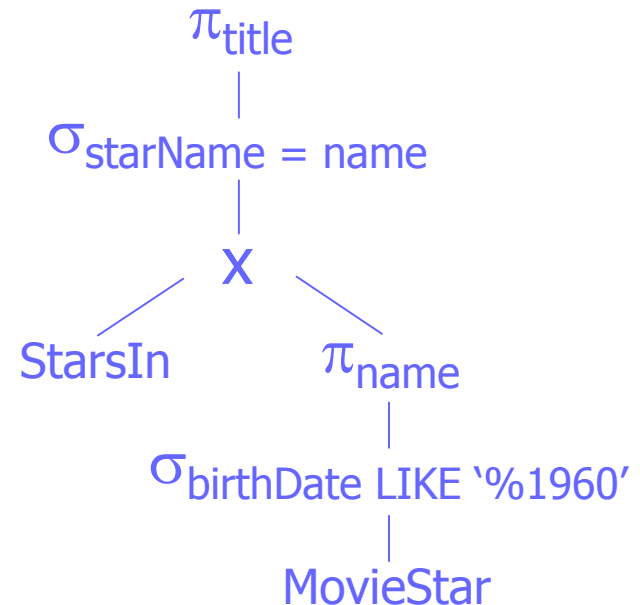 πtitle
σstarName = name
x
StarsIn
πname
σbirthDate LIKE ‘%1960’
MovieStar